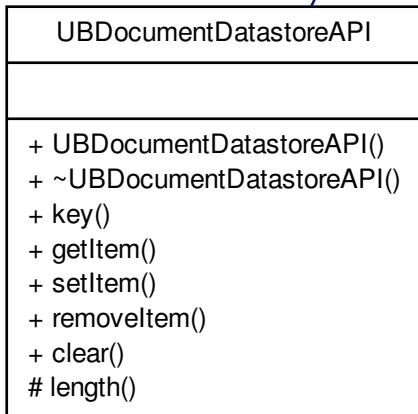 UBDocumentDatastoreAPI
+ UBDocumentDatastoreAPI()
+ ~UBDocumentDatastoreAPI()
+ key()
+ getItem()
+ setItem()
+ removeItem()
+ clear()
# length()